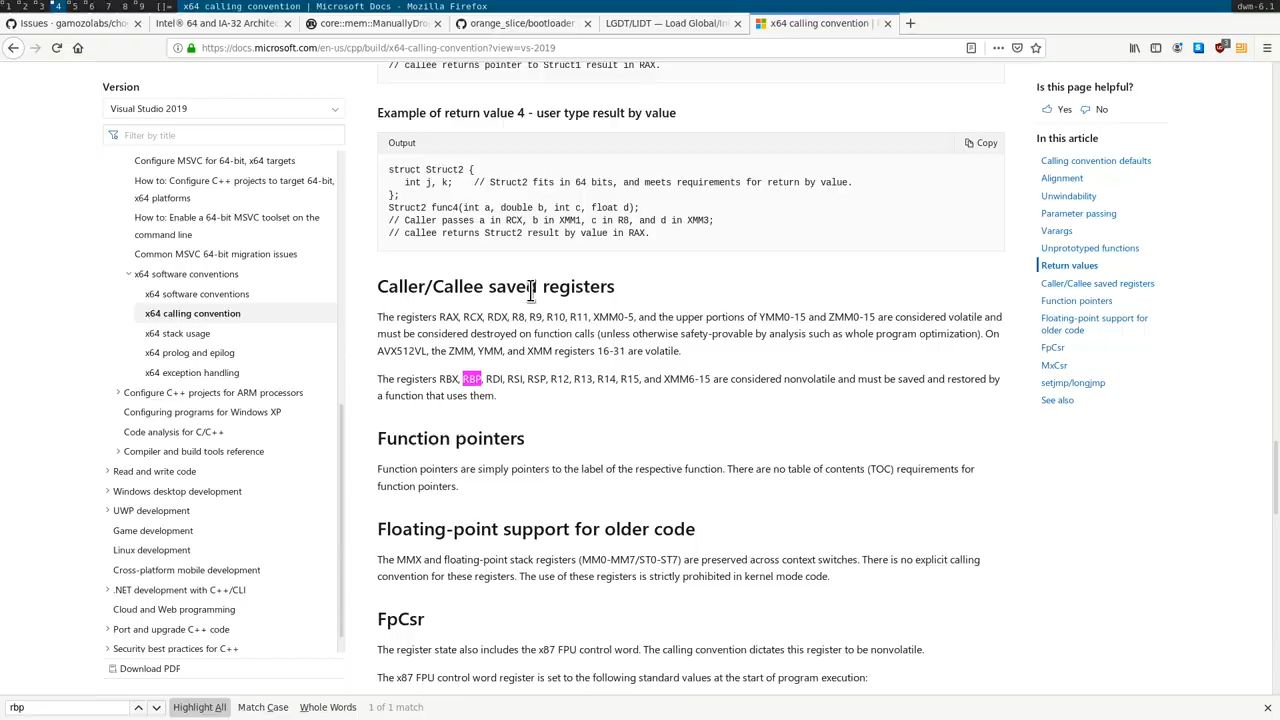 1 2 3 4 5 6 7 8 9 [] x64 calling convention | Microsoft Docs - Mozilla Firefox dwm-6.1
Issues · gamozolabs/cho
Intel® 64 and IA-32 Architec
core::mem::ManuallyDro
orange_slice/bootloader
LGDT/LIDT — Load Global/In
x64 calling convention |
https://docs.microsoft.com/en-us/cpp/build/x64-calling-convention?view=vs-2019
Version
Visual Studio 2019
Filter by title
Configure MSVC for 64-bit, x64 targets
How to: Configure C++ projects to target 64-bit,
x64 platforms
How to: Enable a 64-bit MSVC toolset on the
command line
Common MSVC 64-bit migration issues
x64 software conventions
x64 software conventions
x64 calling convention
x64 stack usage
x64 prolog and epilog
x64 exception handling
Configure C++ projects for ARM processors
Configuring programs for Windows XP
Code analysis for C/C++
Compiler and build tools reference
Read and write code
Windows desktop development
UWP development
Game development
Linux development
Cross-platform mobile development
.NET development with C++/CLI
Cloud and Web programming
Port and upgrade C++ code
Security best practices for C++
Download PDF
// callee returns pointer to Struct1 result in RAX.
Example of return value 4 - user type result by value
Output
Copy
struct Struct2 {
int j, k; // Struct2 fits in 64 bits, and meets requirements for return by value.
};
Struct2 func4(int a, double b, int c, float d);
// Caller passes a in RCX, b in XMM1, c in R8, and d in XMM3;
// callee returns Struct2 result by value in RAX.
Caller/Callee saved registers
The registers RAX, RCX, RDX, R8, R9, R10, R11, XMM0-5, and the upper portions of YMM0-15 and ZMM0-15 are considered volatile and
must be considered destroyed on function calls (unless otherwise safety-provable by analysis such as whole program optimization). On
AVX512VL, the ZMM, YMM, and XMM registers 16-31 are volatile.
The registers RBX, RBP, RDI, RSI, RSP, R12, R13, R14, R15, and XMM6-15 are considered nonvolatile and must be saved and restored by
a function that uses them.
Function pointers
Function pointers are simply pointers to the label of the respective function. There are no table of contents (TOC) requirements for
function pointers.
Floating-point support for older code
The MMX and floating-point stack registers (MM0-MM7/ST0-ST7) are preserved across context switches. There is no explicit calling
convention for these registers. The use of these registers is strictly prohibited in kernel mode code.
FpCsr
The register state also includes the x87 FPU control word. The calling convention dictates this register to be nonvolatile.
The x87 FPU control word register is set to the following standard values at the start of program execution:
Is this page helpful?
Yes No
In this article
Calling convention defaults
Alignment
Unwindability
Parameter passing
Varargs
Unprototyped functions
Return values
Caller/Callee saved registers
Function pointers
Floating-point support for
older code
FpCsr
MxCsr
setjmp/longjmp
See also
rbp
Highlight All Match Case Whole Words 1 of 1 match